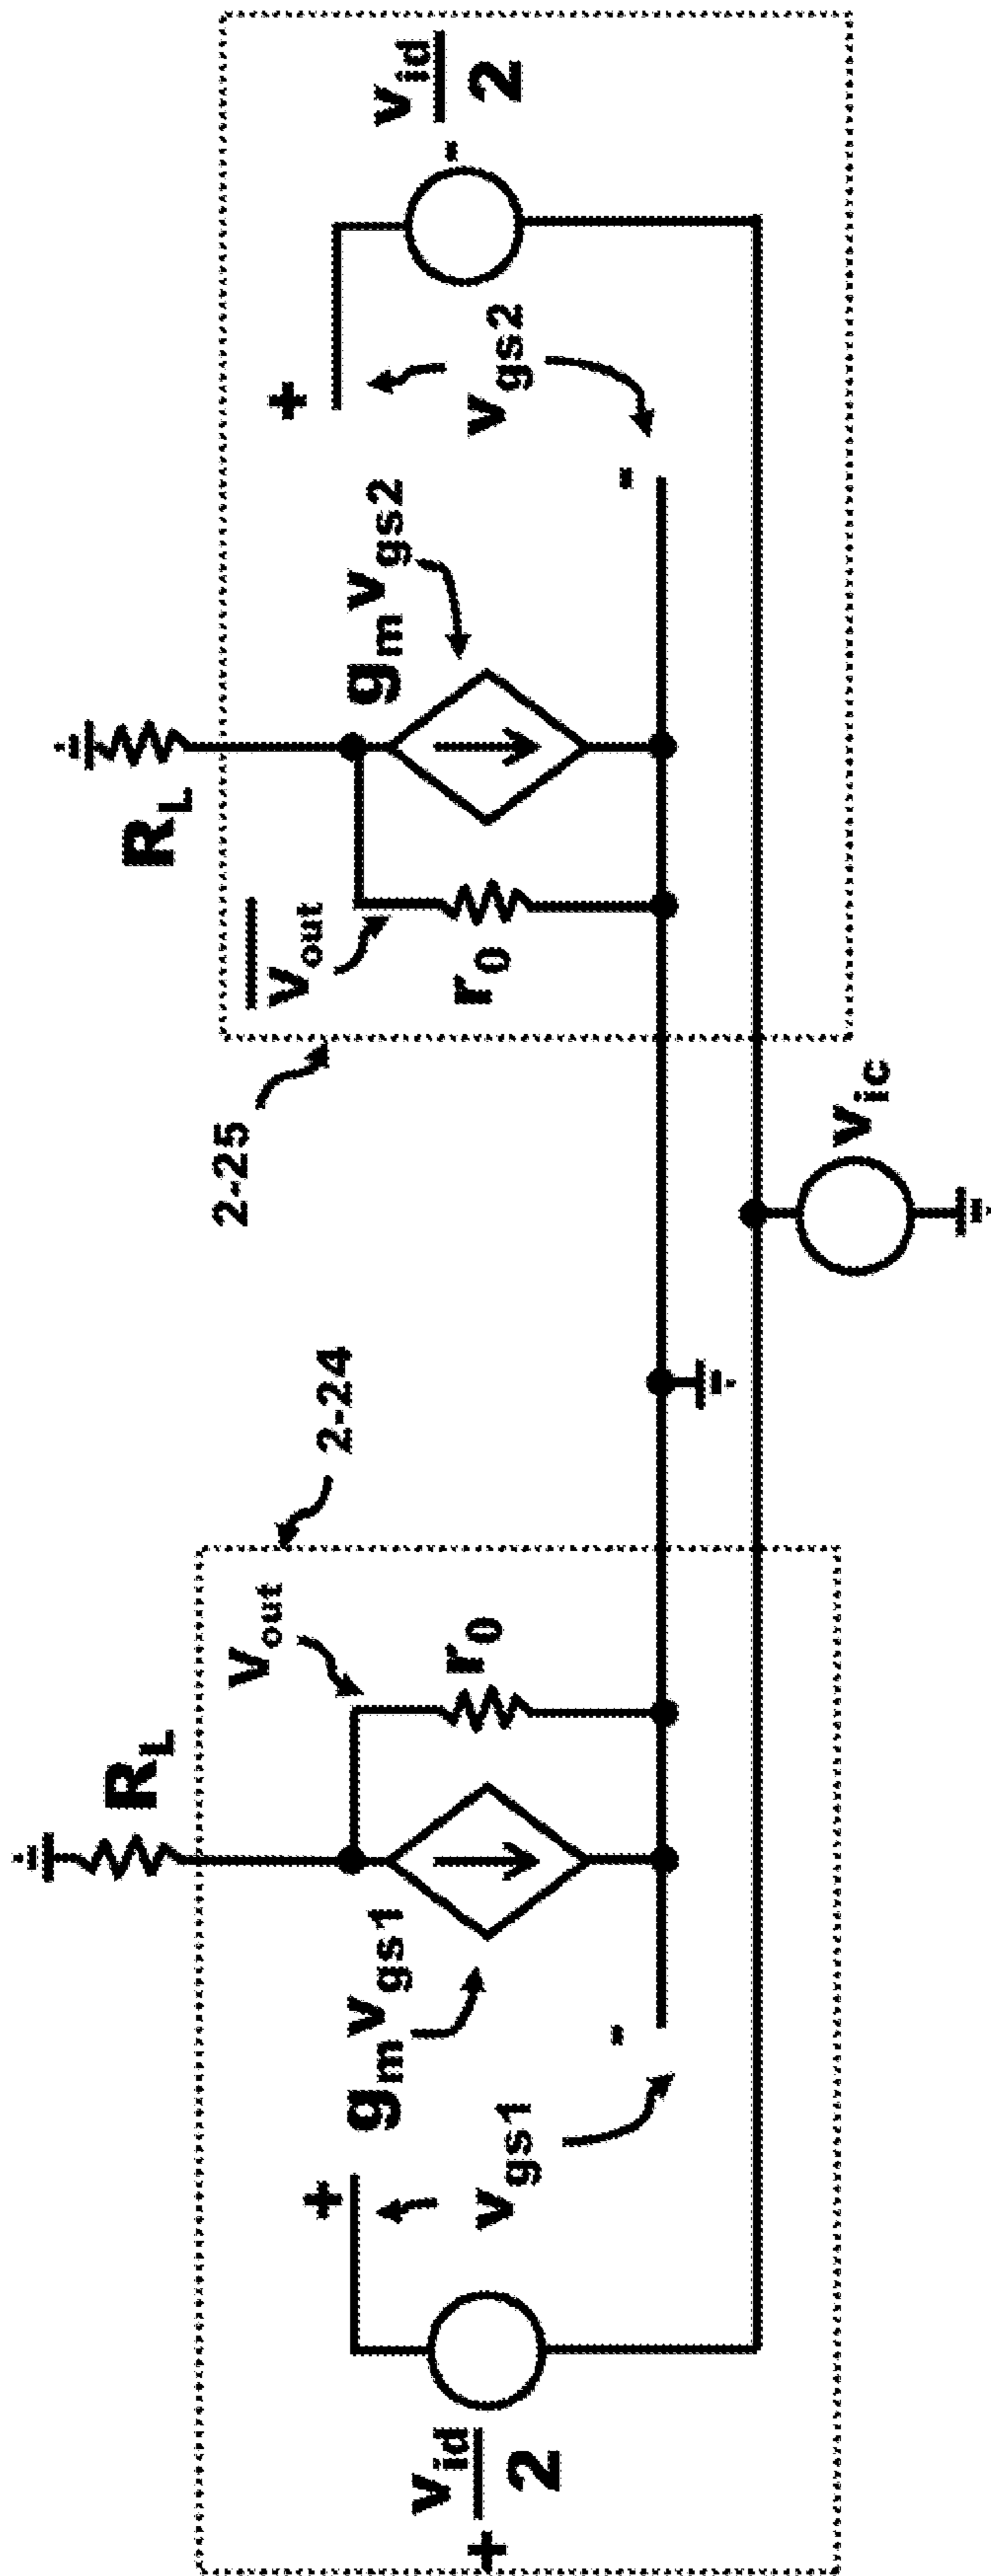 R_L
R_L
V_out
2-24
2-25
V̅_out
g_m v_gs1
g_m v_gs2
+
+
+ v_id / 2
v_gs1
-
r_0
r_0
v_gs2
-
- v_id / 2
v_ic